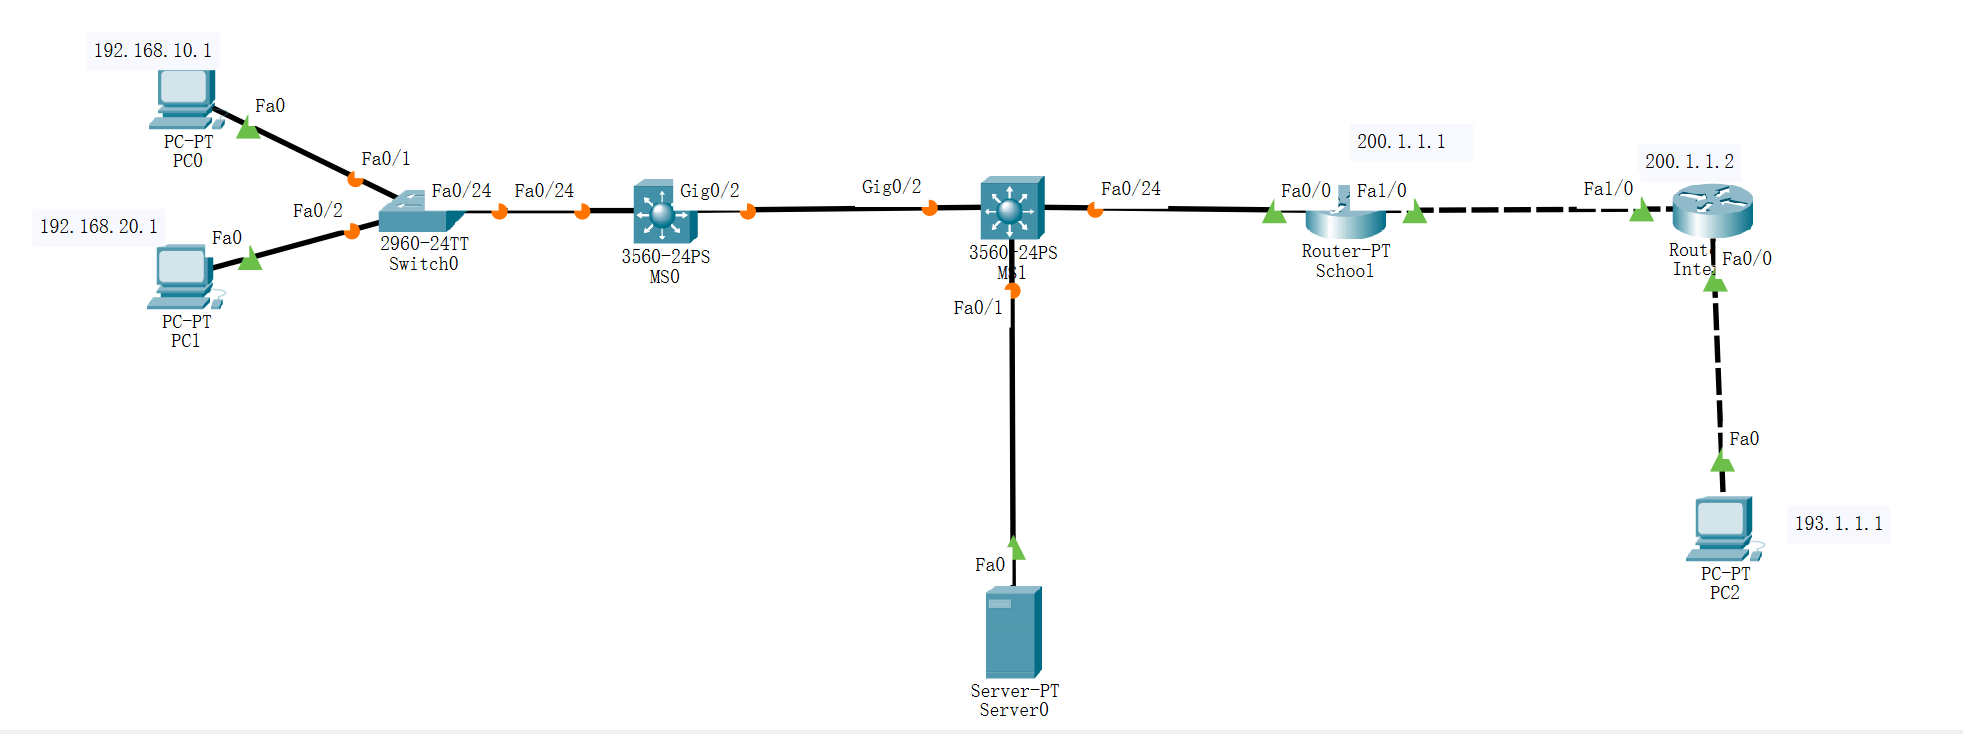 192.168.10.1
Fa0
PC-PT
PC0
Fa0/1
192.168.20.1
Fa0
Fa0/2
PC-PT
PC1
Fa0/24
2960-24TT
Switch0
Fa0/24
Gig0/2
3560-24PS
MS0
Gig0/2
Fa0/24
3560-24PS
MS1
Fa0/1
Fa0
Server-PT
Server0
200.1.1.1
Fa0/0
Fa1/0
Router-PT
School
200.1.1.2
Fa1/0
Fa0/0
Fa0
193.1.1.1
PC-PT
PC2